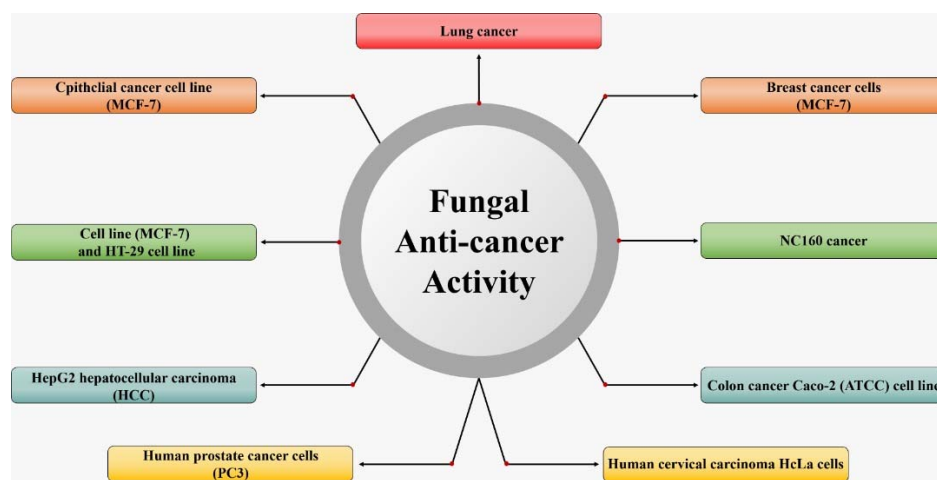 Lung cancer
Cpithclial cancer cell line
(MCF-7)
Breast cancer cells
(MCF-7)
Fungal
Anti-cancer
Activity
Cell line (MCF-7)
and HT-29 cell line
NC160 cancer
HepG2 hepatocellular carcinoma
(HCC)
Colon cancer Caco-2 (ATCC) cell line
Human prostate cancer cells
(PC3)
Human cervical carcinoma HcLa cells